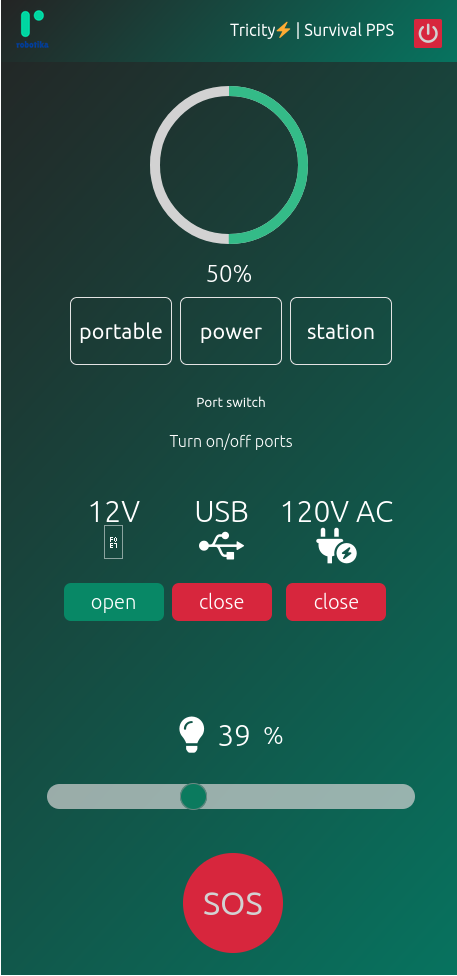 Tricity⚡ | Survival PPS
50%
portable power station
Port switch
Turn on/off ports
12V USB 120V AC
open close close
39 %
SOS